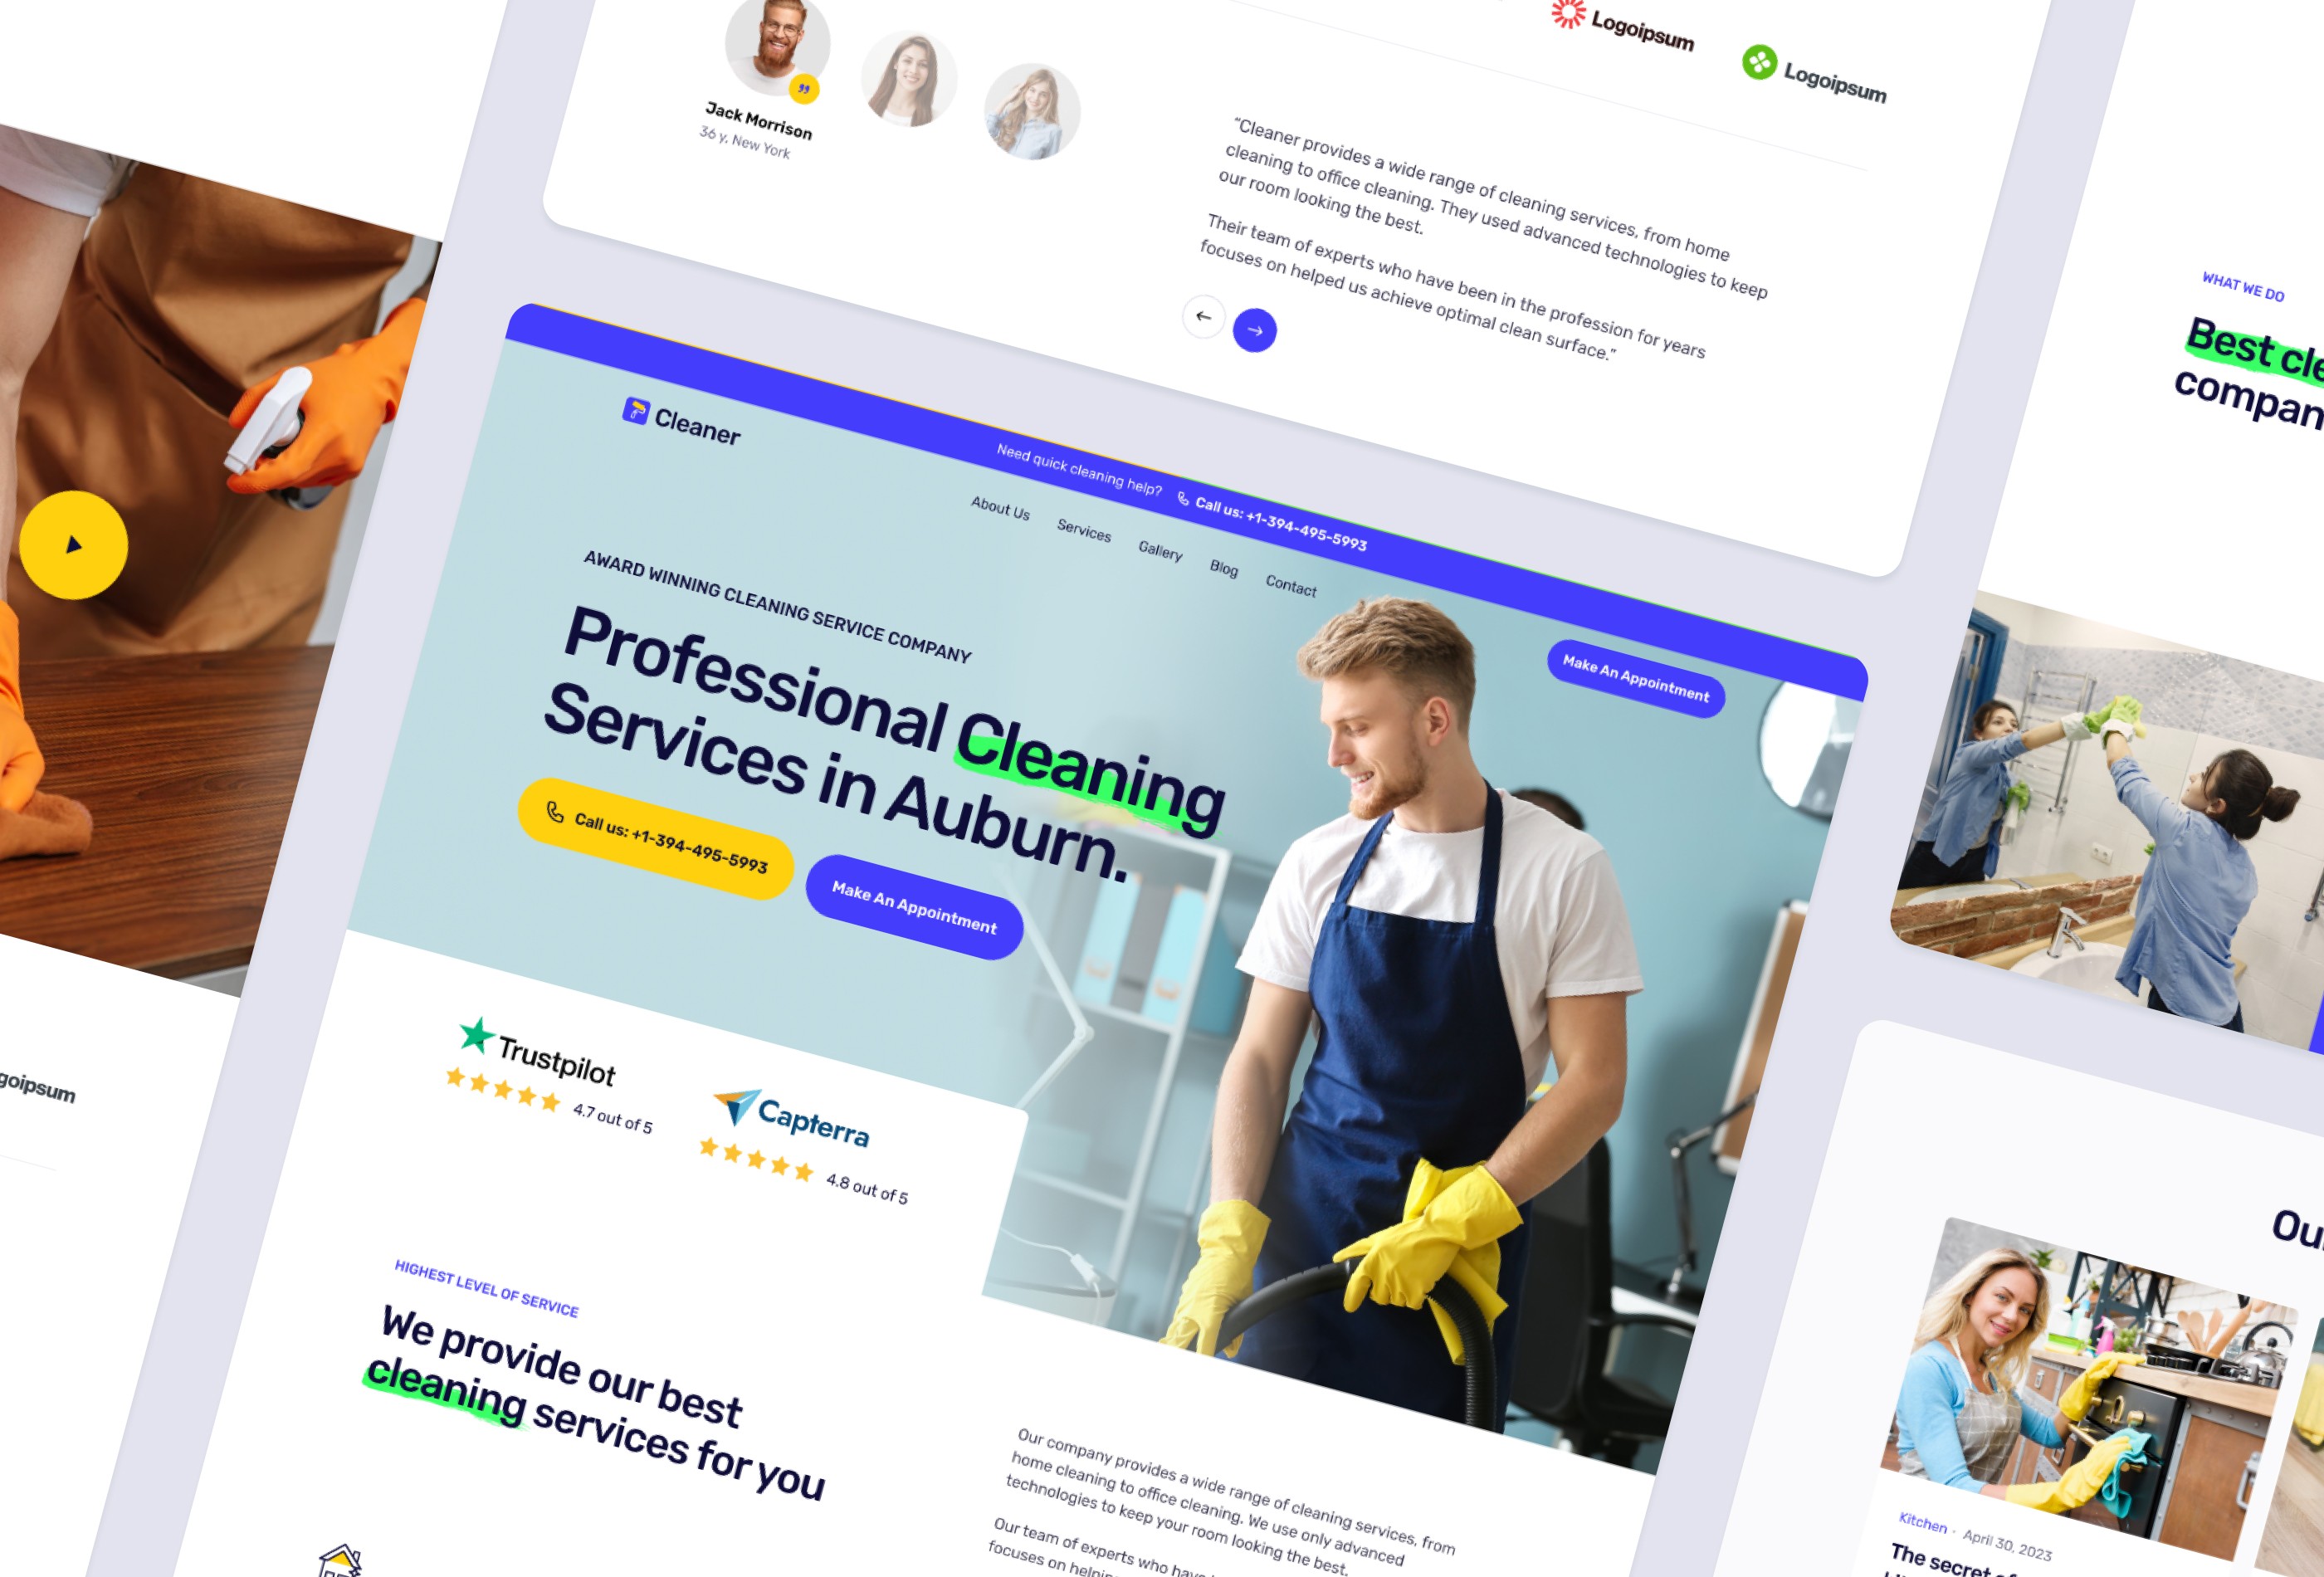 Logoipsum
Logoipsum
Jack Morrison
36 y, New York
“Cleaner provides a wide range of cleaning services, from home
cleaning to office cleaning. They used advanced technologies to keep
our room looking the best.
Their team of experts who have been in the profession for years
focuses on helped us achieve optimal clean surface.”
WHAT WE DO
Best
compan
Need quick cleaning help? Call us: +1-394-495-5993
Cleaner
About Us Services Gallery Blog Contact
Make An Appointment
AWARD WINNING CLEANING SERVICE COMPANY
Professional Cleaning
Services in Auburn.
Call us: +1-394-495-5993
Make An Appointment
Trustpilot
4.7 out of 5
Capterra
4.8 out of 5
goipsum
HIGHEST LEVEL OF SERVICE
We provide our best
cleaning services for you
Our company provides a wide range of cleaning services, from
home cleaning to office cleaning. We use only advanced
technologies to keep your room looking the best.
Our team of experts who have
focuses on
Kitchen · April 30, 2023
The secret